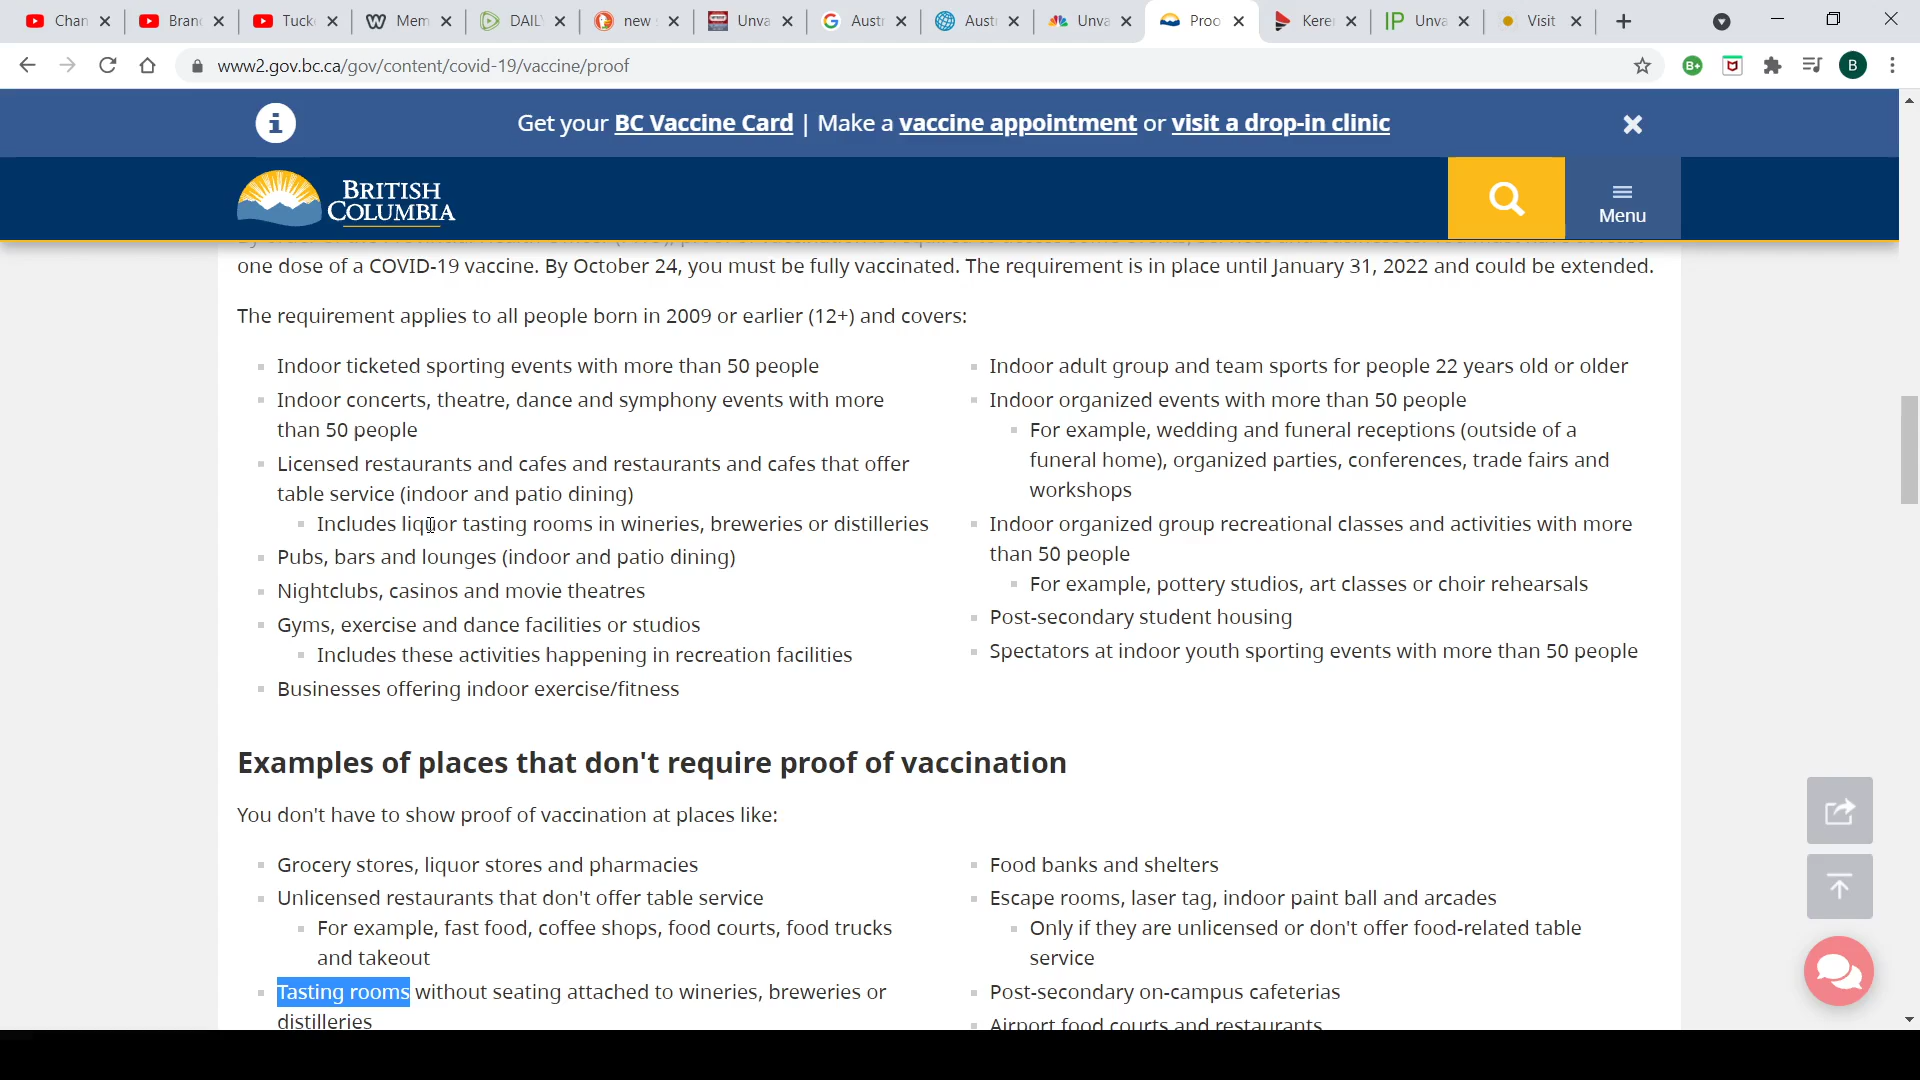 Chan
Bran
Tuck
Mem
DAIL
new
Unva
Aust
Aust
Unva
Proo
Kere
Unva
Visit
www2.gov.bc.ca/gov/content/covid-19/vaccine/proof
B
Get your BC Vaccine Card | Make a vaccine appointment or visit a drop-in clinic
BRITISH
COLUMBIA
Menu
one dose of a COVID-19 vaccine. By October 24, you must be fully vaccinated. The requirement is in place until January 31, 2022 and could be extended.
The requirement applies to all people born in 2009 or earlier (12+) and covers:
Indoor ticketed sporting events with more than 50 people
Indoor concerts, theatre, dance and symphony events with more
than 50 people
Licensed restaurants and cafes and restaurants and cafes that offer
table service (indoor and patio dining)
Includes liquor tasting rooms in wineries, breweries or distilleries
Pubs, bars and lounges (indoor and patio dining)
Nightclubs, casinos and movie theatres
Gyms, exercise and dance facilities or studios
Includes these activities happening in recreation facilities
Businesses offering indoor exercise/fitness
Indoor adult group and team sports for people 22 years old or older
Indoor organized events with more than 50 people
For example, wedding and funeral receptions (outside of a
funeral home), organized parties, conferences, trade fairs and
workshops
Indoor organized group recreational classes and activities with more
than 50 people
For example, pottery studios, art classes or choir rehearsals
Post-secondary student housing
Spectators at indoor youth sporting events with more than 50 people
Examples of places that don't require proof of vaccination
You don't have to show proof of vaccination at places like:
Grocery stores, liquor stores and pharmacies
Unlicensed restaurants that don't offer table service
For example, fast food, coffee shops, food courts, food trucks
and takeout
Tasting rooms without seating attached to wineries, breweries or
distilleries
Food banks and shelters
Escape rooms, laser tag, indoor paint ball and arcades
Only if they are unlicensed or don't offer food-related table
service
Post-secondary on-campus cafeterias
Airport food courts and restaurants